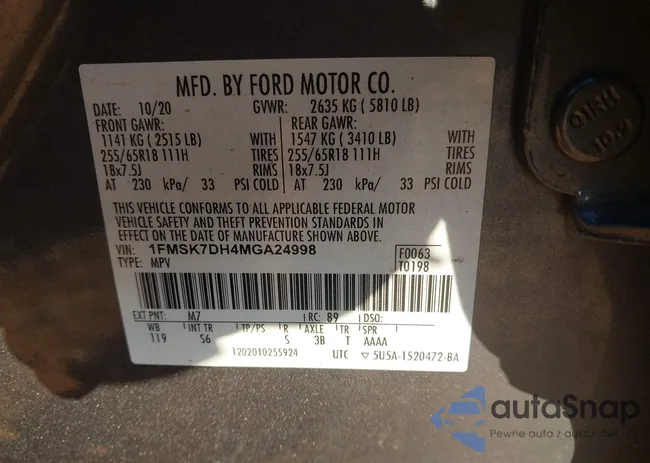 MFD. BY FORD MOTOR CO.
DATE: 10/20 GVWR: 2635 KG ( 5810 LB)
FRONT GAWR: REAR GAWR:
1141 KG ( 2515 LB) WITH 1547 KG ( 3410 LB) WITH
255/65R18 111H TIRES 255/65R18 111H TIRES
18x7.5J RIMS 18x7.5J RIMS
AT 230 kPa/ 33 PSI COLD AT 230 kPa/ 33 PSI COLD
THIS VEHICLE CONFORMS TO ALL APPLICABLE FEDERAL MOTOR
VEHICLE SAFETY AND THEFT PREVENTION STANDARDS IN
EFFECT ON THE DATE OF MANUFACTURE SHOWN ABOVE.
VIN: 1FMSK7DH4MGA24998 F0063
TYPE: MPV T0198
EXT PNT: M7 RC: 89 DSO:
WB INT TR TP/PS R AXLE TR SPR
119 S6 S 3B T AAAA
1202010255924 UTC ▽ 5U5A-1520472-BA
autoSnap
Pewne auta z aukcji